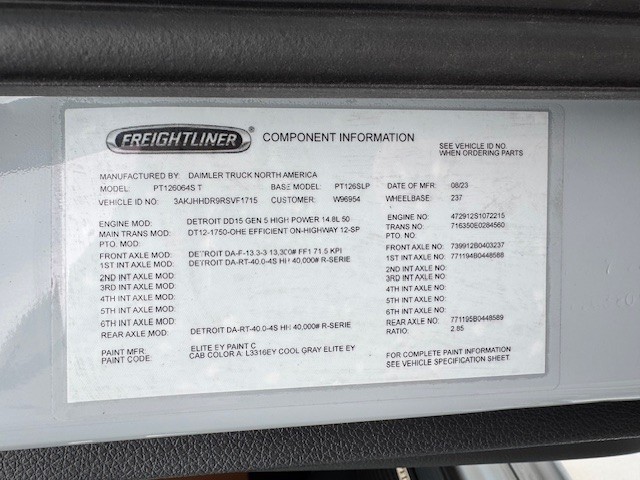 FREIGHTLINER® COMPONENT INFORMATION
SEE VEHICLE ID NO.
WHEN ORDERING PARTS
MANUFACTURED BY: DAIMLER TRUCK NORTH AMERICA
MODEL: PT126064S T BASE MODEL: PT126SLP DATE OF MFR: 08/23
VEHICLE ID NO: 3AKJHHDR9RSVF1715 CUSTOMER: W96954 WHEELBASE: 237
ENGINE MOD: DETROIT DD15 GEN 5 HIGH POWER 14.8L 50 ENGINE NO: 472912S1072215
MAIN TRANS MOD: DT12-1750-OHE EFFICIENT ON-HIGHWAY 12-SP TRANS NO: 716350E0284560
PTO. MOD: PTO. NO:
FRONT AXLE MOD: DETROIT DA-F-13.3-3 13,300# FF1 71.5 KPI FRONT AXLE NO: 739912B0403237
1ST INT AXLE MOD: DETROIT DA-RT-40.0-4S HH 40,000# R-SERIE 1ST INT AXLE NO: 771194B0448588
2ND INT AXLE MOD: 2ND INT AXLE NO:
3RD INT AXLE MOD: 3RD INT AXLE NO:
4TH INT AXLE MOD: 4TH INT AXLE NO:
5TH INT AXLE MOD: 5TH INT AXLE NO:
6TH INT AXLE MOD: 6TH INT AXLE NO:
REAR AXLE MOD: DETROIT DA-RT-40.0-4S HH 40,000# R-SERIE REAR AXLE NO: 771195B0448589
RATIO: 2.85
PAINT MFR: ELITE EY PAINT C
PAINT CODE: CAB COLOR A: L3316EY COOL GRAY ELITE EY
FOR COMPLETE PAINT INFORMATION
SEE VEHICLE SPECIFICATION SHEET.